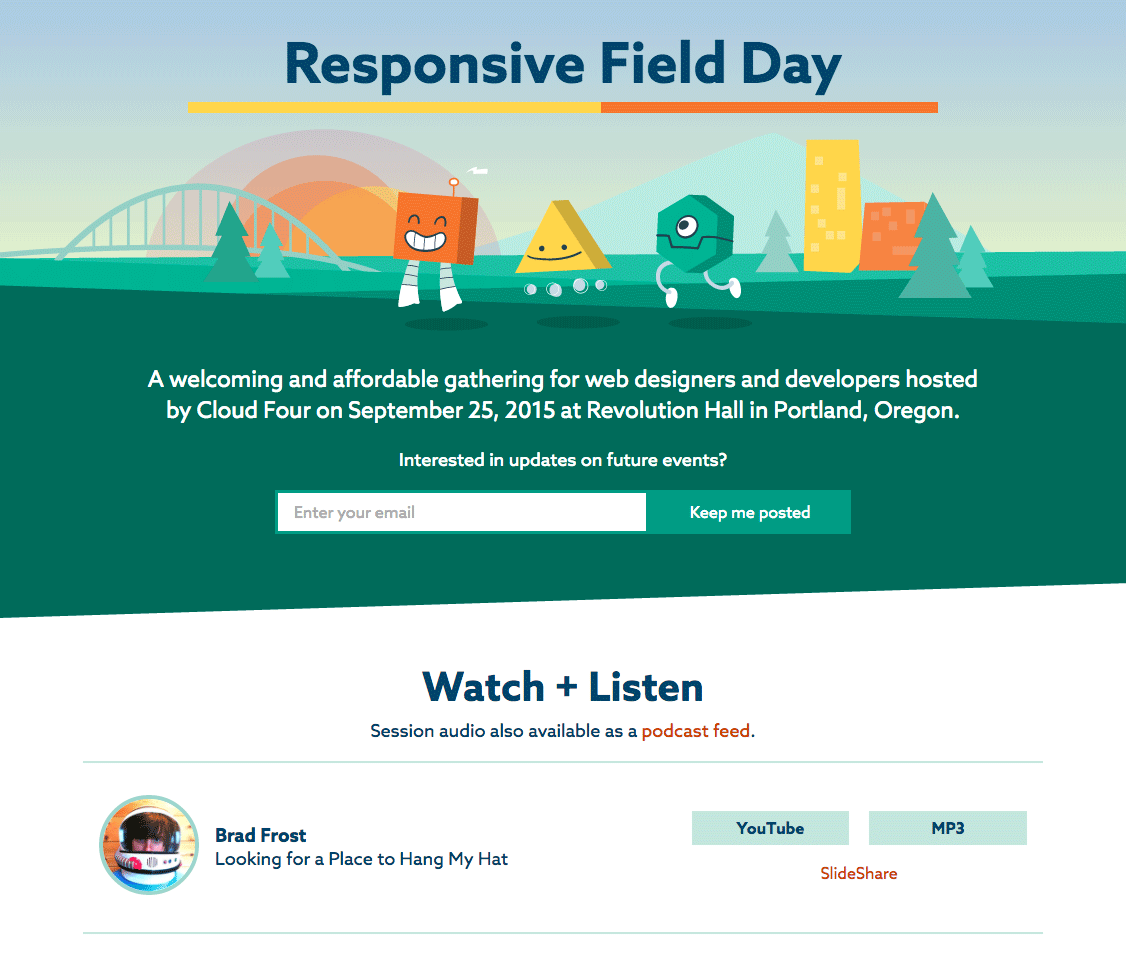 Responsive Field Day
A welcoming and affordable gathering for web designers and developers hosted
by Cloud Four on September 25, 2015 at Revolution Hall in Portland, Oregon.
Interested in updates on future events?
Enter your email
Keep me posted
Watch + Listen
Session audio also available as a podcast feed.
Brad Frost
Looking for a Place to Hang My Hat
YouTube
MP3
SlideShare